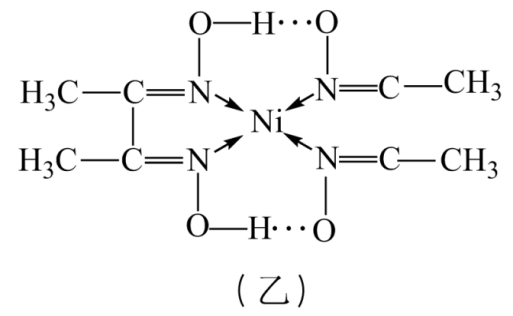 O—H···O
H₃C—C=N N=C—CH₃
Ni
H₃C—C=N N=C—CH₃
O—H···O
(乙)